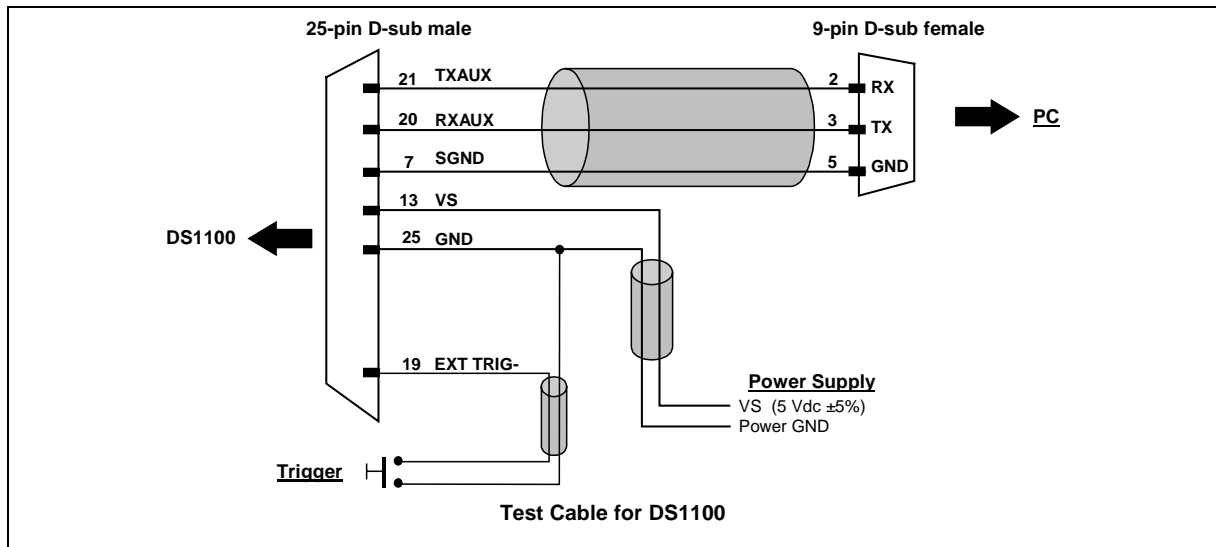 25-pin D-sub male
9-pin D-sub female
21 TXAUX
2 RX
20 RXAUX
3 TX
PC
7 SGND
5 GND
13 VS
DS1100
25 GND
19 EXT TRIG-
Power Supply
VS (5 Vdc ±5%)
Power GND
Trigger
Test Cable for DS1100